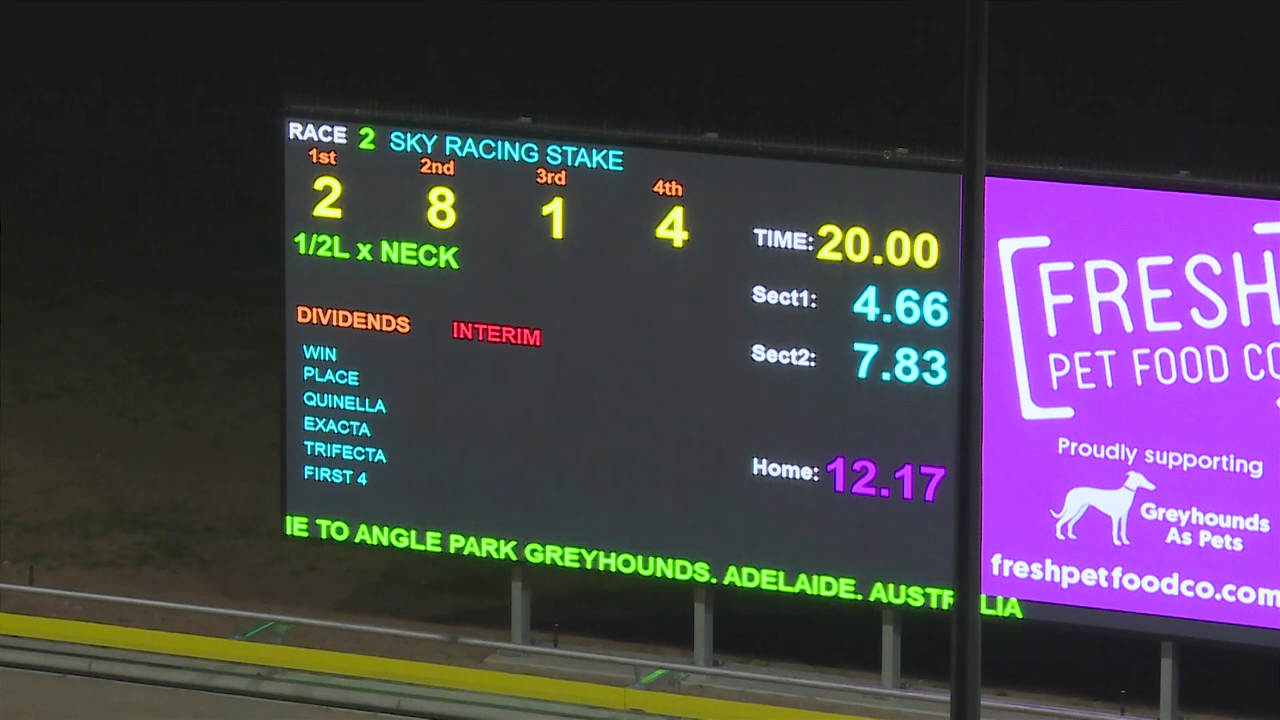 RACE 2 SKY RACING STAKE
1st 2nd 3rd 4th
2 8 1 4
1/2L x NECK
TIME: 20.00
Sect1: 4.66
Sect2: 7.83
Home: 12.17
DIVIDENDS INTERIM
WIN
PLACE
QUINELLA
EXACTA
TRIFECTA
FIRST 4
TO ANGLE PARK GREYHOUNDS. ADELAIDE. AUSTRALIA
FRESH
PET FOOD CO
Proudly supporting
Greyhounds
As Pets
freshpetfoodco.com